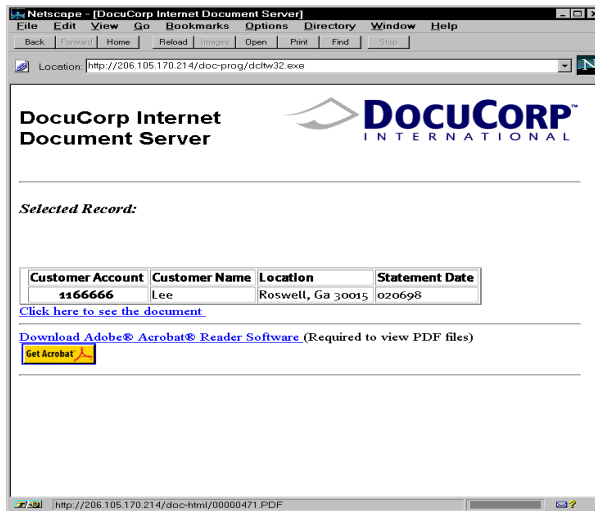 Netscape - [DocuCorp Internet Document Server]
File Edit View Go Bookmarks Options Directory Window Help
Back Forward Home Reload Images Open Print Find Stop
Location: http://206.105.170.214/doc-prog/dcltw32.exe
N
DocuCorp Internet
Document Server
DOCUCORP™
INTERNATIONAL
Selected Record:
Customer Account Customer Name Location Statement Date
1166666 Lee Roswell, Ga 30015 020698
Click here to see the document
Download Adobe® Acrobat® Reader Software (Required to view PDF files)
Get Acrobat
http://206.105.170.214/doc-html/00000471.PDF